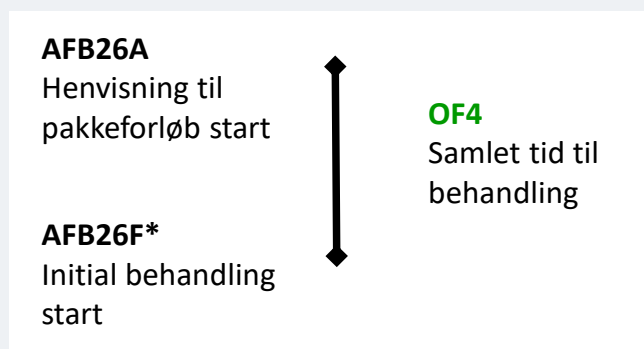 AFB26A
Henvisning til
pakkeforløb start
OF4
Samlet tid til
behandling
AFB26F*
Initial behandling
start